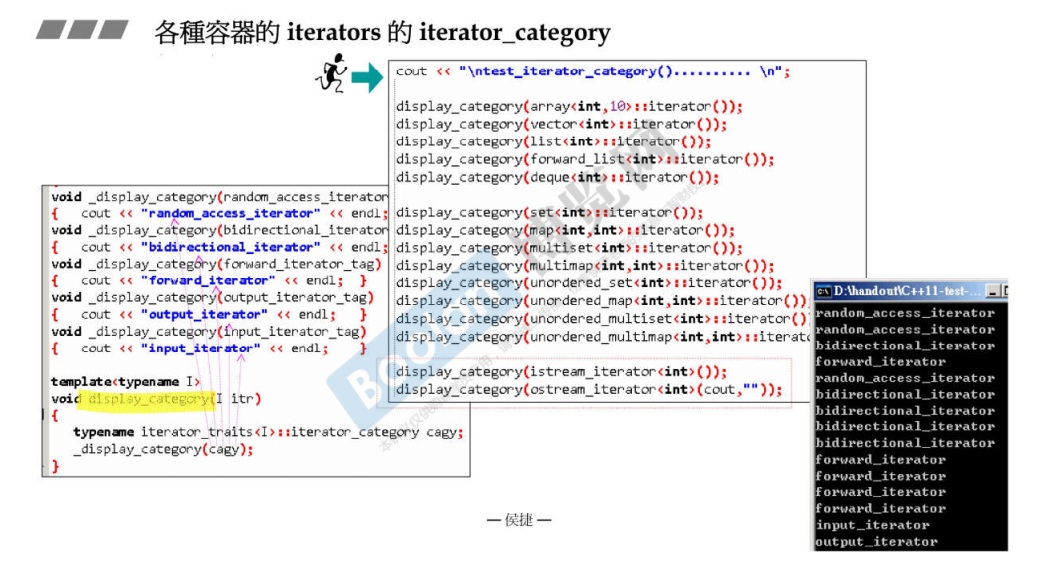 各種容器的 iterators 的 iterator_category
cout << "\ntest_iterator_category().......... \n";
display_category(array<int,10>::iterator());
display_category(vector<int>::iterator());
display_category(list<int>::iterator());
display_category(forward_list<int>::iterator());
display_category(deque<int>::iterator());
display_category(set<int>::iterator());
display_category(map<int,int>::iterator());
display_category(multiset<int>::iterator());
display_category(multimap<int,int>::iterator());
display_category(unordered_set<int>::iterator());
display_category(unordered_map<int,int>::iterator());
display_category(unordered_multiset<int>::iterator()
display_category(unordered_multimap<int,int>::iterato
display_category(istream_iterator<int>());
display_category(ostream_iterator<int>(cout,""));
void _display_category(random_access_iterator
{ cout << "random_access_iterator" << endl;
void _display_category(bidirectional_iterator
{ cout << "bidirectional_iterator" << endl;
void _display_category(forward_iterator_tag)
{ cout << "forward_iterator" << endl; }
void _display_category(output_iterator_tag)
{ cout << "output_iterator" << endl; }
void _display_category(input_iterator_tag)
{ cout << "input_iterator" << endl; }
template<typename I>
void display_category(I itr)
{
typename iterator_traits<I>::iterator_category cagy;
_display_category(cagy);
}
D:\handout\C++11-test-...
random_access_iterator
random_access_iterator
bidirectional_iterator
forward_iterator
random_access_iterator
bidirectional_iterator
bidirectional_iterator
bidirectional_iterator
bidirectional_iterator
forward_iterator
forward_iterator
forward_iterator
forward_iterator
input_iterator
output_iterator
博览网
— 侯捷 —